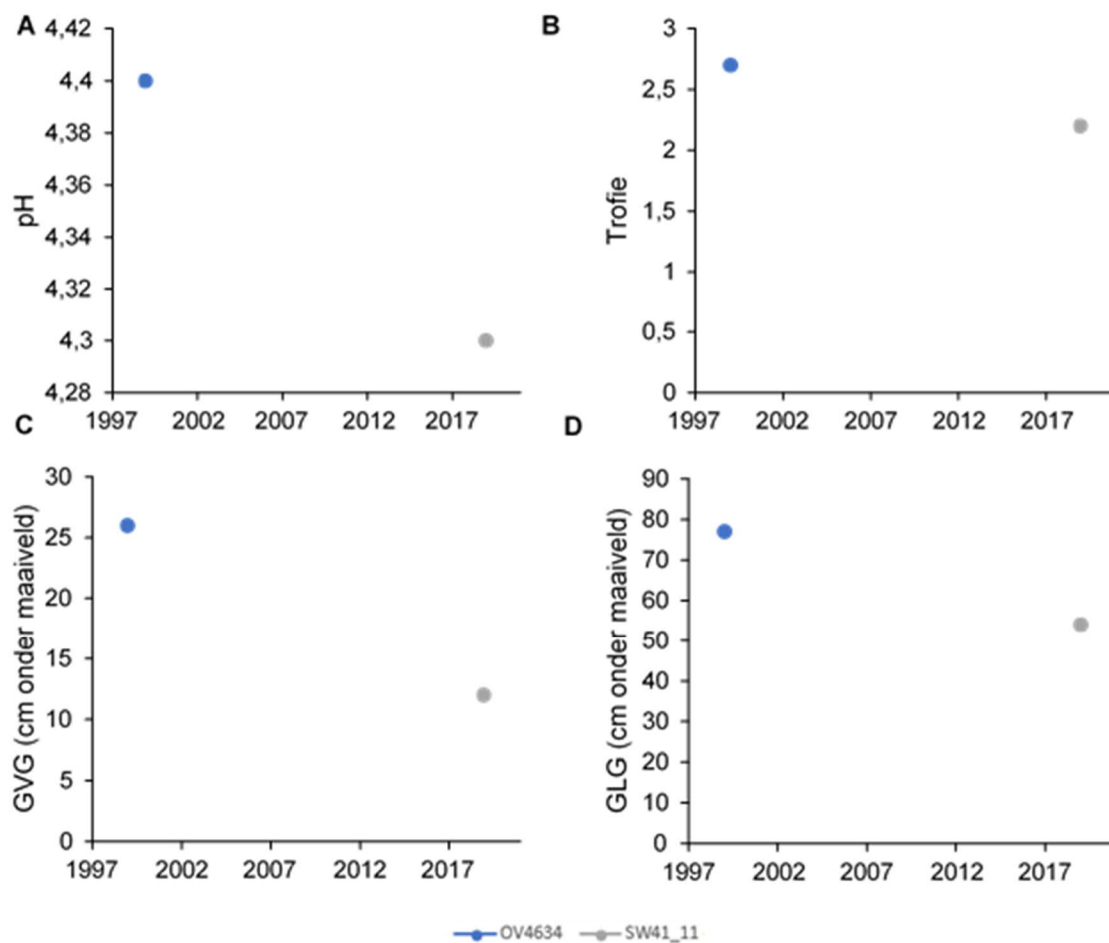 A
4,42
4,4
4,38
4,36
4,34
4,32
4,3
4,28
pH
1997 2002 2007 2012 2017
B
3
2,5
2
1,5
1
0,5
0
Trofie
1997 2002 2007 2012 2017
C
30
25
20
15
10
5
0
GVG (cm onder maaiveld)
1997 2002 2007 2012 2017
D
90
80
70
60
50
40
30
20
10
0
GLG (cm onder maaiveld)
1997 2002 2007 2012 2017
OV4634 SW41_11